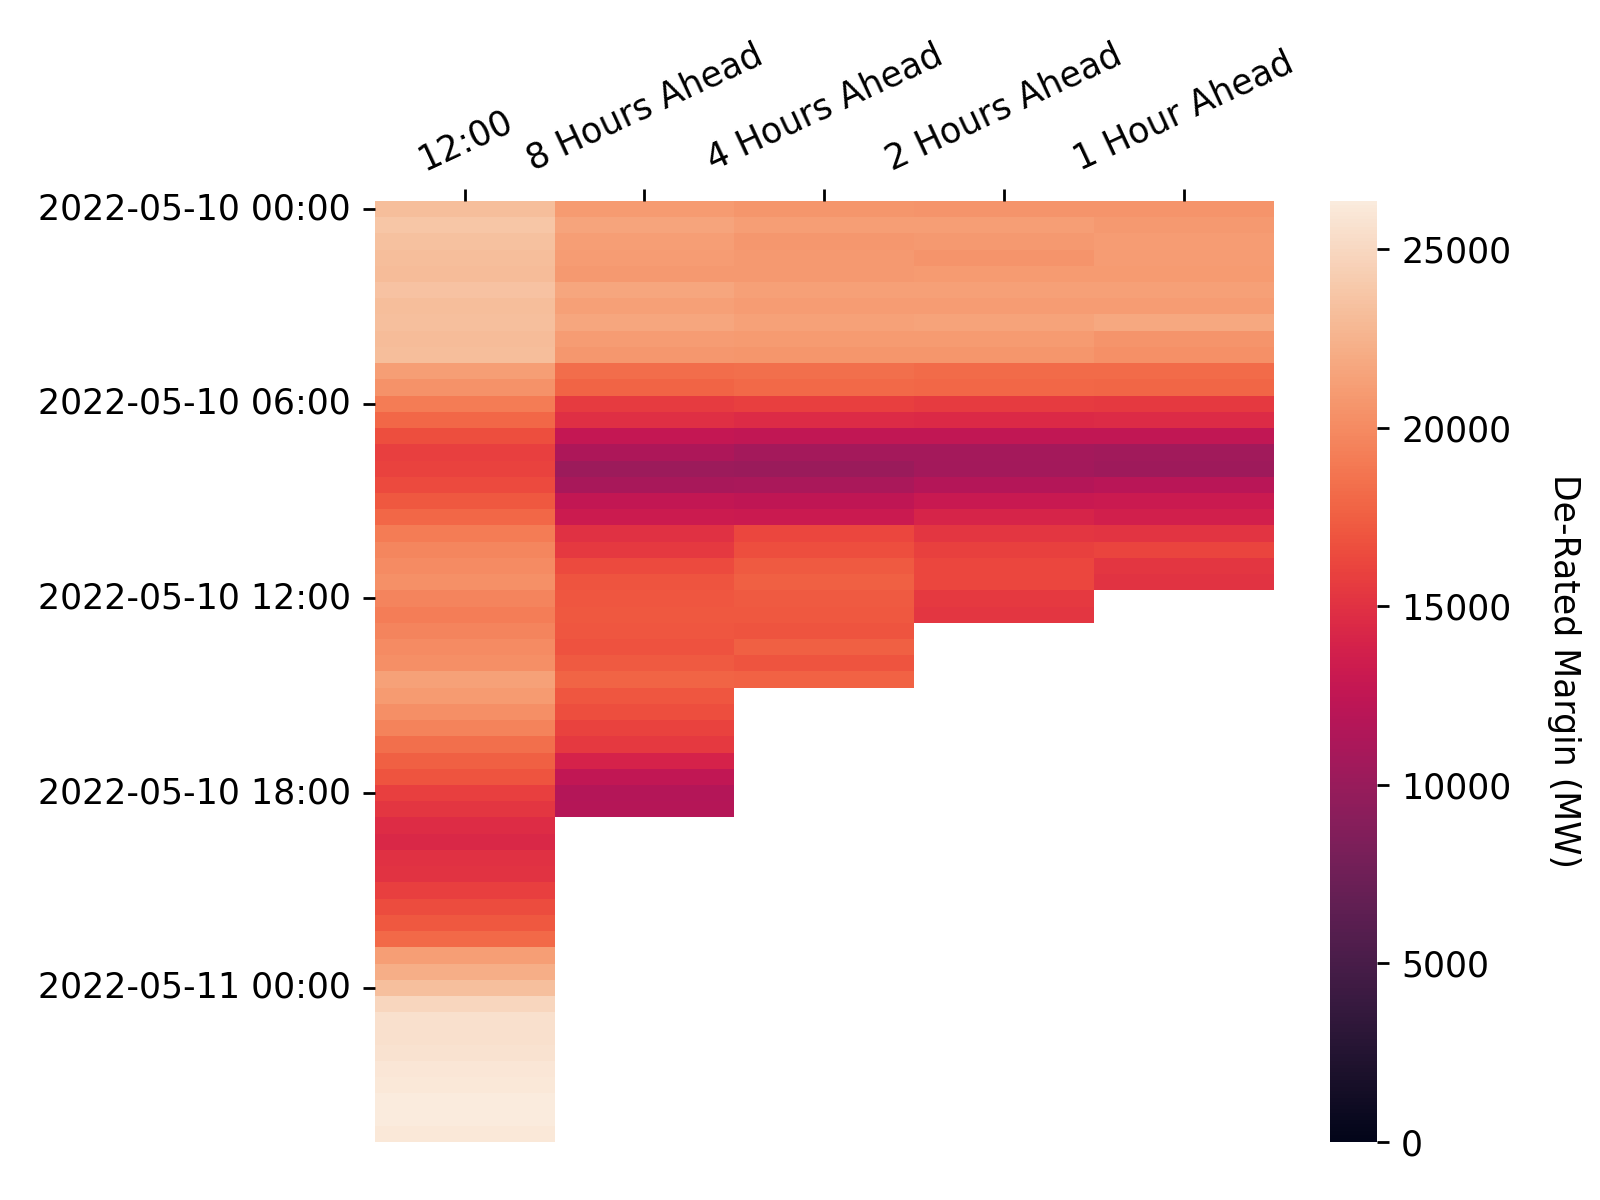 12:00
8 Hours Ahead
4 Hours Ahead
2 Hours Ahead
1 Hour Ahead
2022-05-10 00:00
2022-05-10 06:00
2022-05-10 12:00
2022-05-10 18:00
2022-05-11 00:00
25000
20000
15000
10000
5000
0
De-Rated Margin (MW)